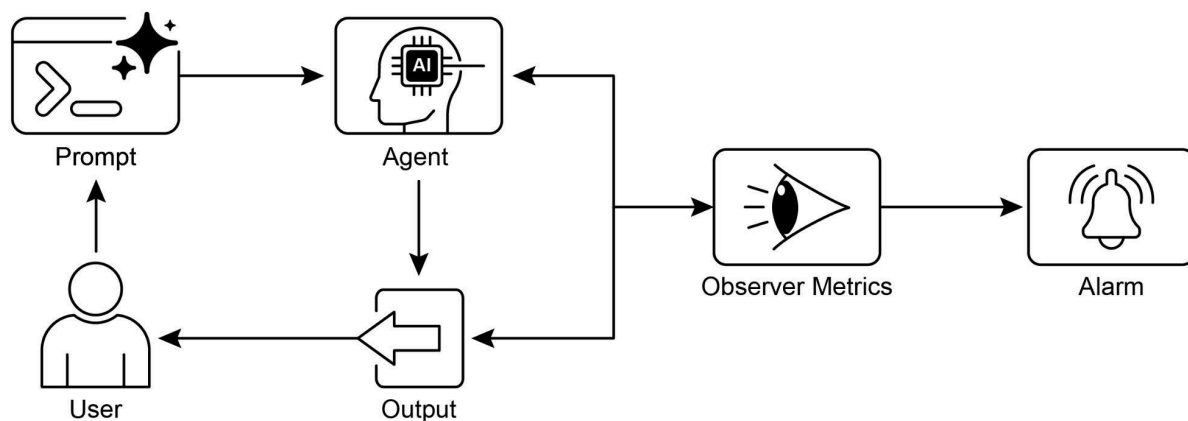 AI
Prompt
Agent
Observer Metrics
Alarm
User
Output